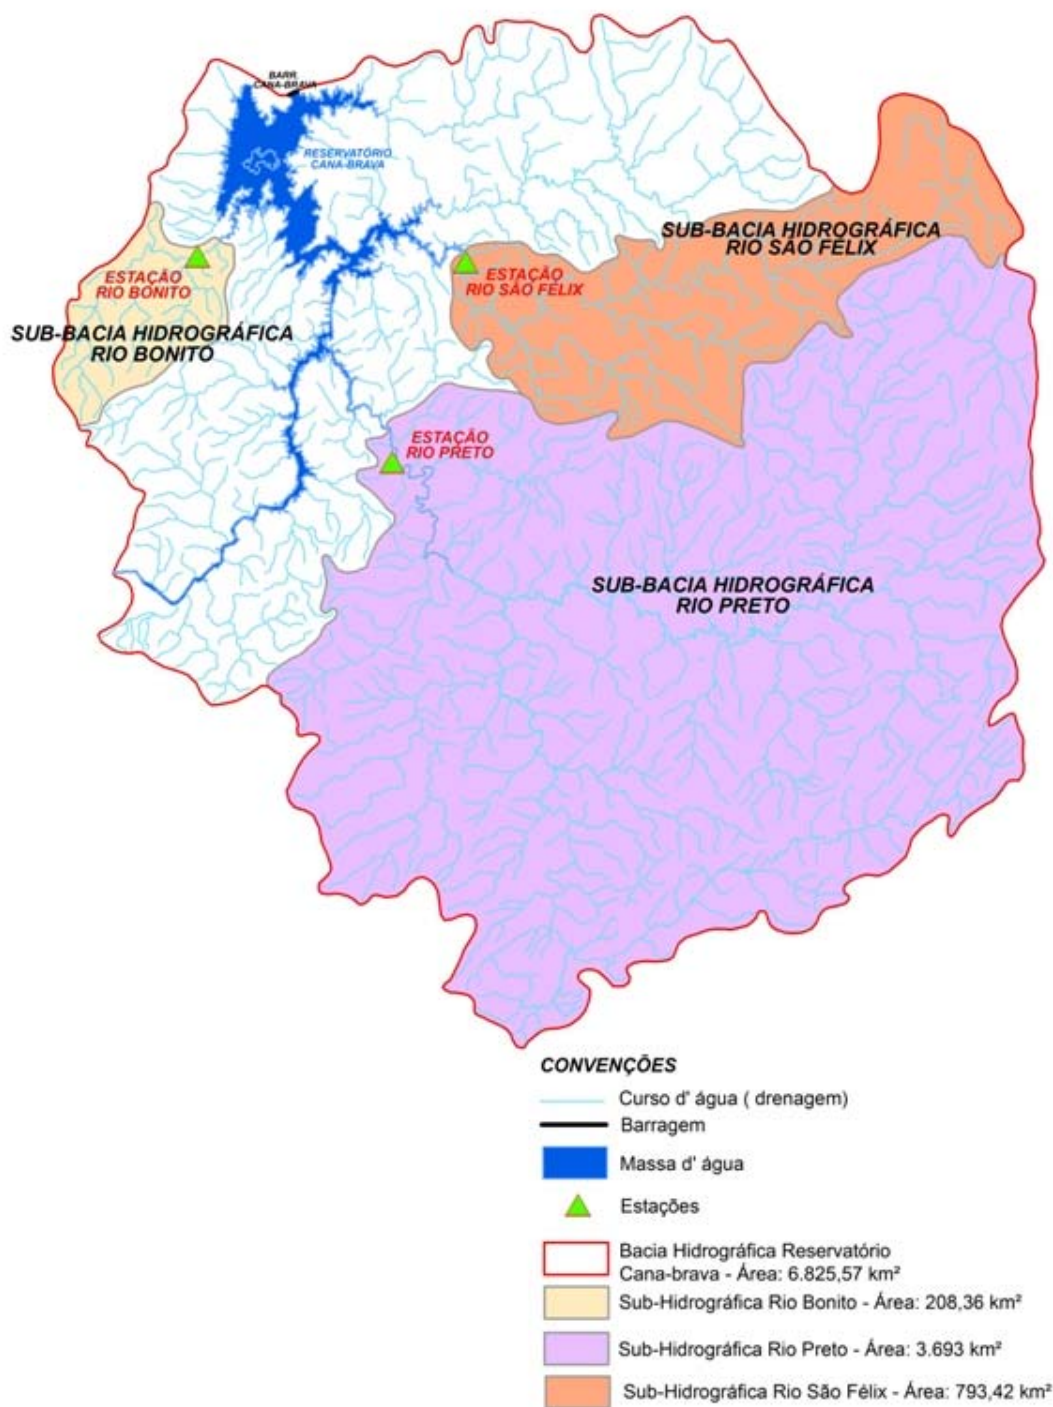 BARR.
CANA-BRAVA
RESERVATÓRIO
CANA-BRAVA
SUB-BACIA HIDROGRÁFICA
RIO SÃO FÉLIX
ESTAÇÃO
RIO BONITO
ESTAÇÃO
RIO SÃO FÉLIX
SUB-BACIA HIDROGRÁFICA
RIO BONITO
ESTAÇÃO
RIO PRETO
SUB-BACIA HIDROGRÁFICA
RIO PRETO
CONVENÇÕES
Curso d' água ( drenagem)
Barragem
Massa d' água
Estações
Bacia Hidrográfica Reservatório
Cana-brava - Área: 6.825,57 km²
Sub-Hidrográfica Rio Bonito - Área: 208,36 km²
Sub-Hidrográfica Rio Preto - Área: 3.693 km²
Sub-Hidrográfica Rio São Félix - Área: 793,42 km²